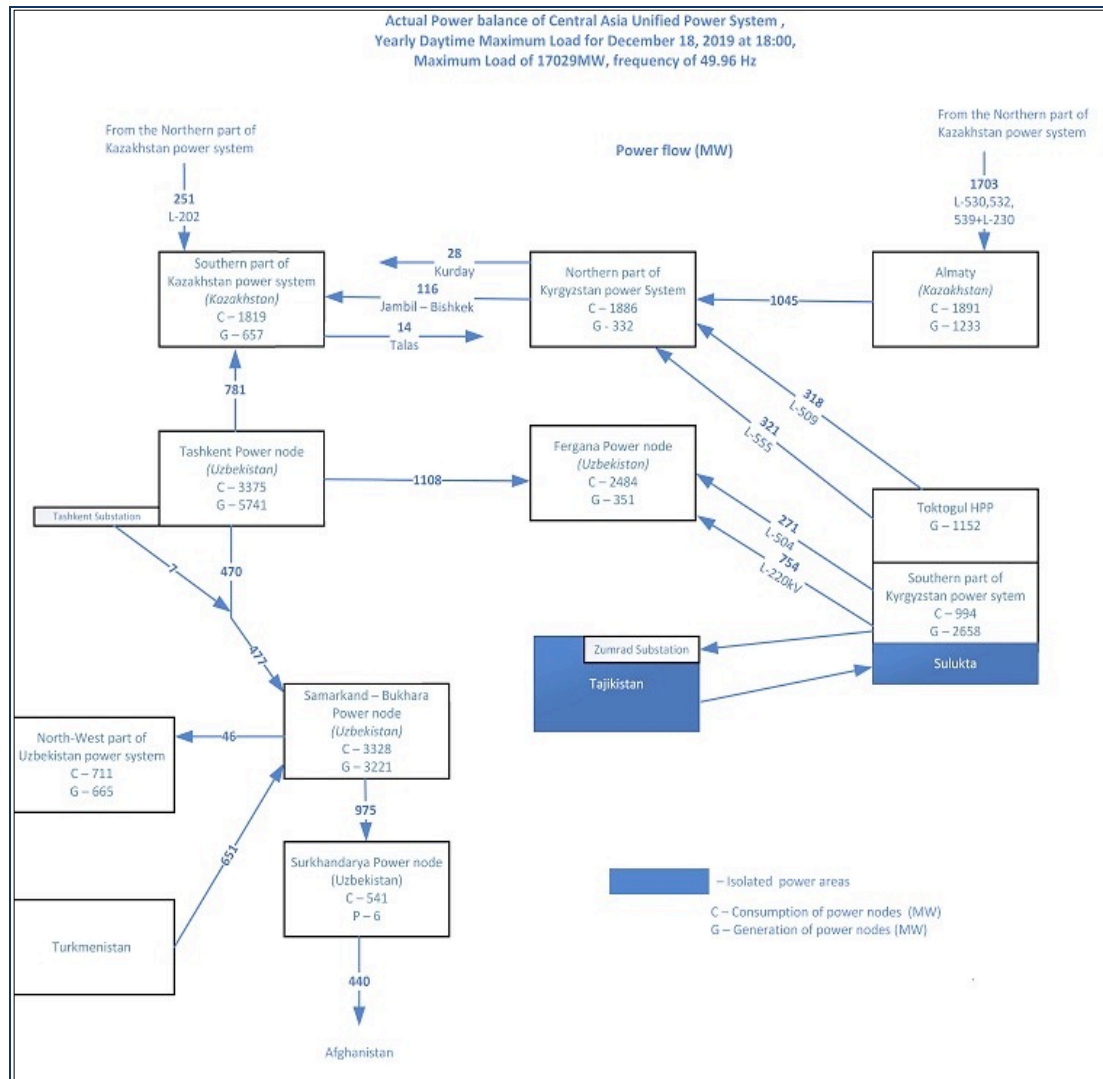 Actual Power balance of Central Asia Unified Power System ,
Yearly Daytime Maximum Load for December 18, 2019 at 18:00,
Maximum Load of 17029MW, frequency of 49.96 Hz
From the Northern part of
Kazakhstan power system
Power flow (MW)
From the Northern part of
Kazakhstan power system
251
L-202
1703
L-530,532,
539+L-230
Southern part of
Kazakhstan power system
(Kazakhstan)
C – 1819
G – 657
28
Kurday
116
Jambil – Bishkek
14
Talas
Northern part of
Kyrgyzstan power System
C – 1886
G - 332
1045
Almaty
(Kazakhstan)
C – 1891
G – 1233
781
318
L-509
321
L-555
Tashkent Power node
(Uzbekistan)
C – 3375
G – 5741
Tashkent Substation
1108
Fergana Power node
(Uzbekistan)
C – 2484
G – 351
271
L-504
754
L-220kV
Toktogul HPP
G – 1152
Southern part of
Kyrgyzstan power sytem
C – 994
G – 2658
Sulukta
7
470
477
Zumrad Substation
Tajikistan
Samarkand – Bukhara
Power node
(Uzbekistan)
C – 3328
G – 3221
46
North-West part of
Uzbekistan power system
C – 711
G – 665
975
651
Surkhandarya Power node
(Uzbekistan)
C – 541
P – 6
Turkmenistan
440
Afghanistan
– Isolated power areas
C – Consumption of power nodes (MW)
G – Generation of power nodes (MW)